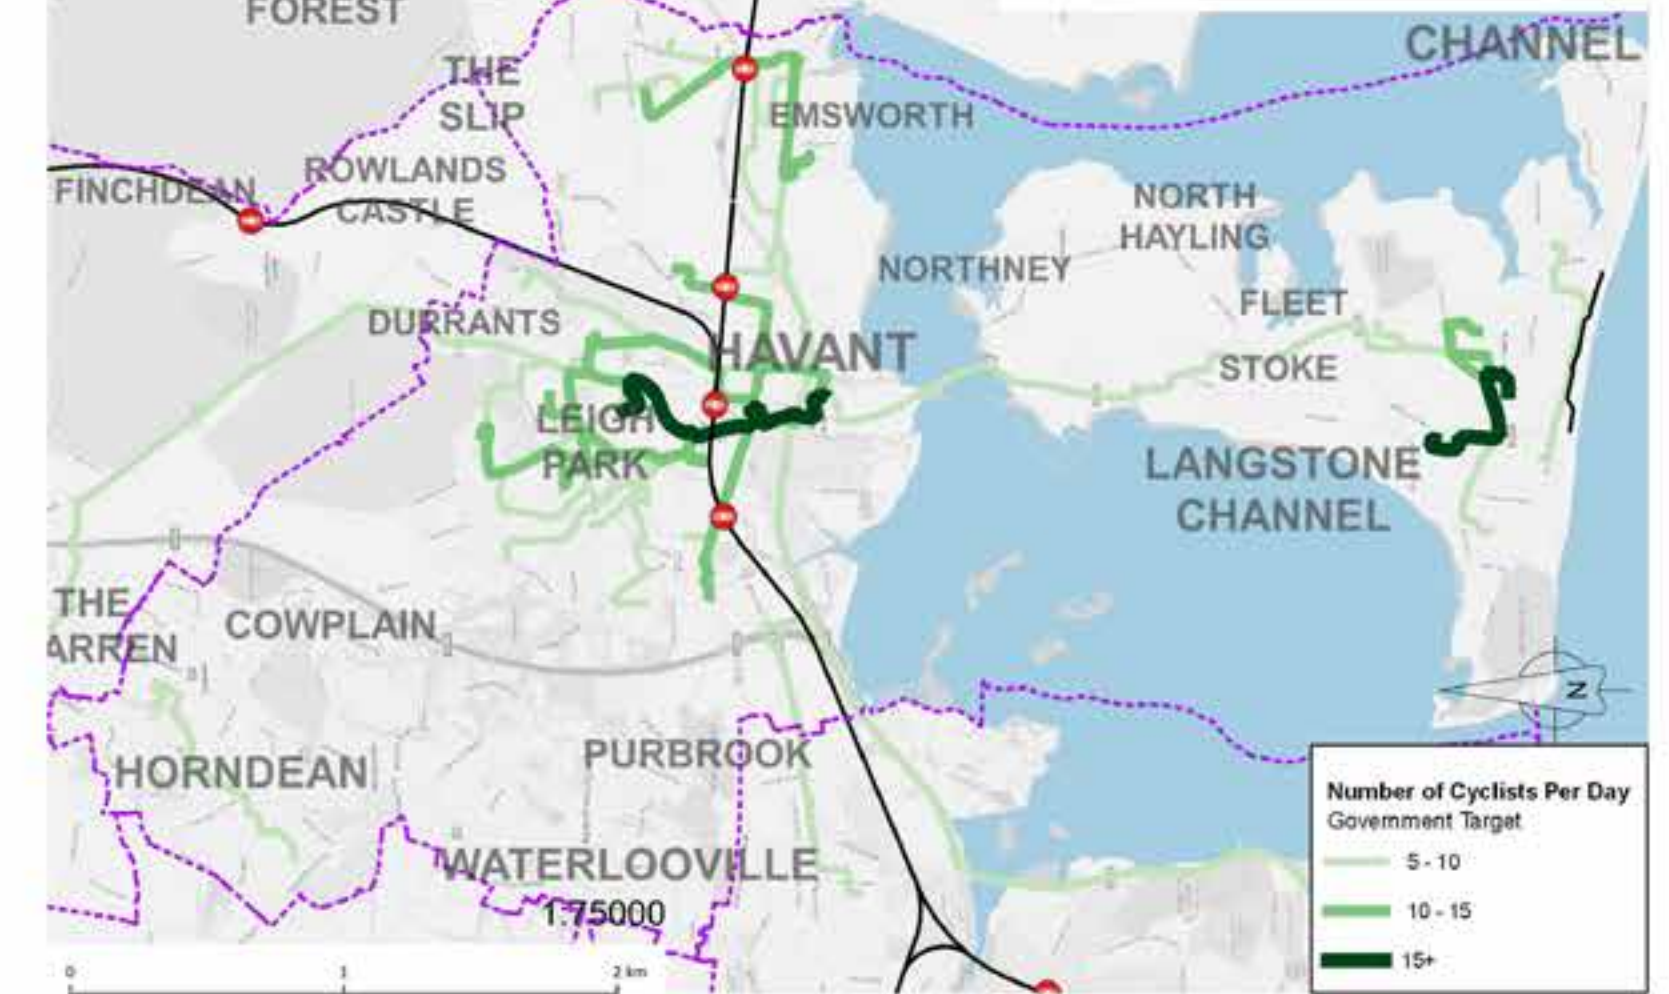 FOREST
CHANNEL
THE
SLIP
EMSWORTH
ROWLANDS
CASTLE
FINCHDEAN
NORTH
HAYLING
NORTHNEY
FLEET
DURRANTS
HAVANT
STOKE
LEIGH
PARK
LANGSTONE
CHANNEL
THE
ARREN
COWPLAIN
N
PURBROOK
HORNDEAN
WATERLOOVILLE
1:75000
0 1 2 km
Number of Cyclists Per Day
Government Target
5 - 10
10 - 15
15+